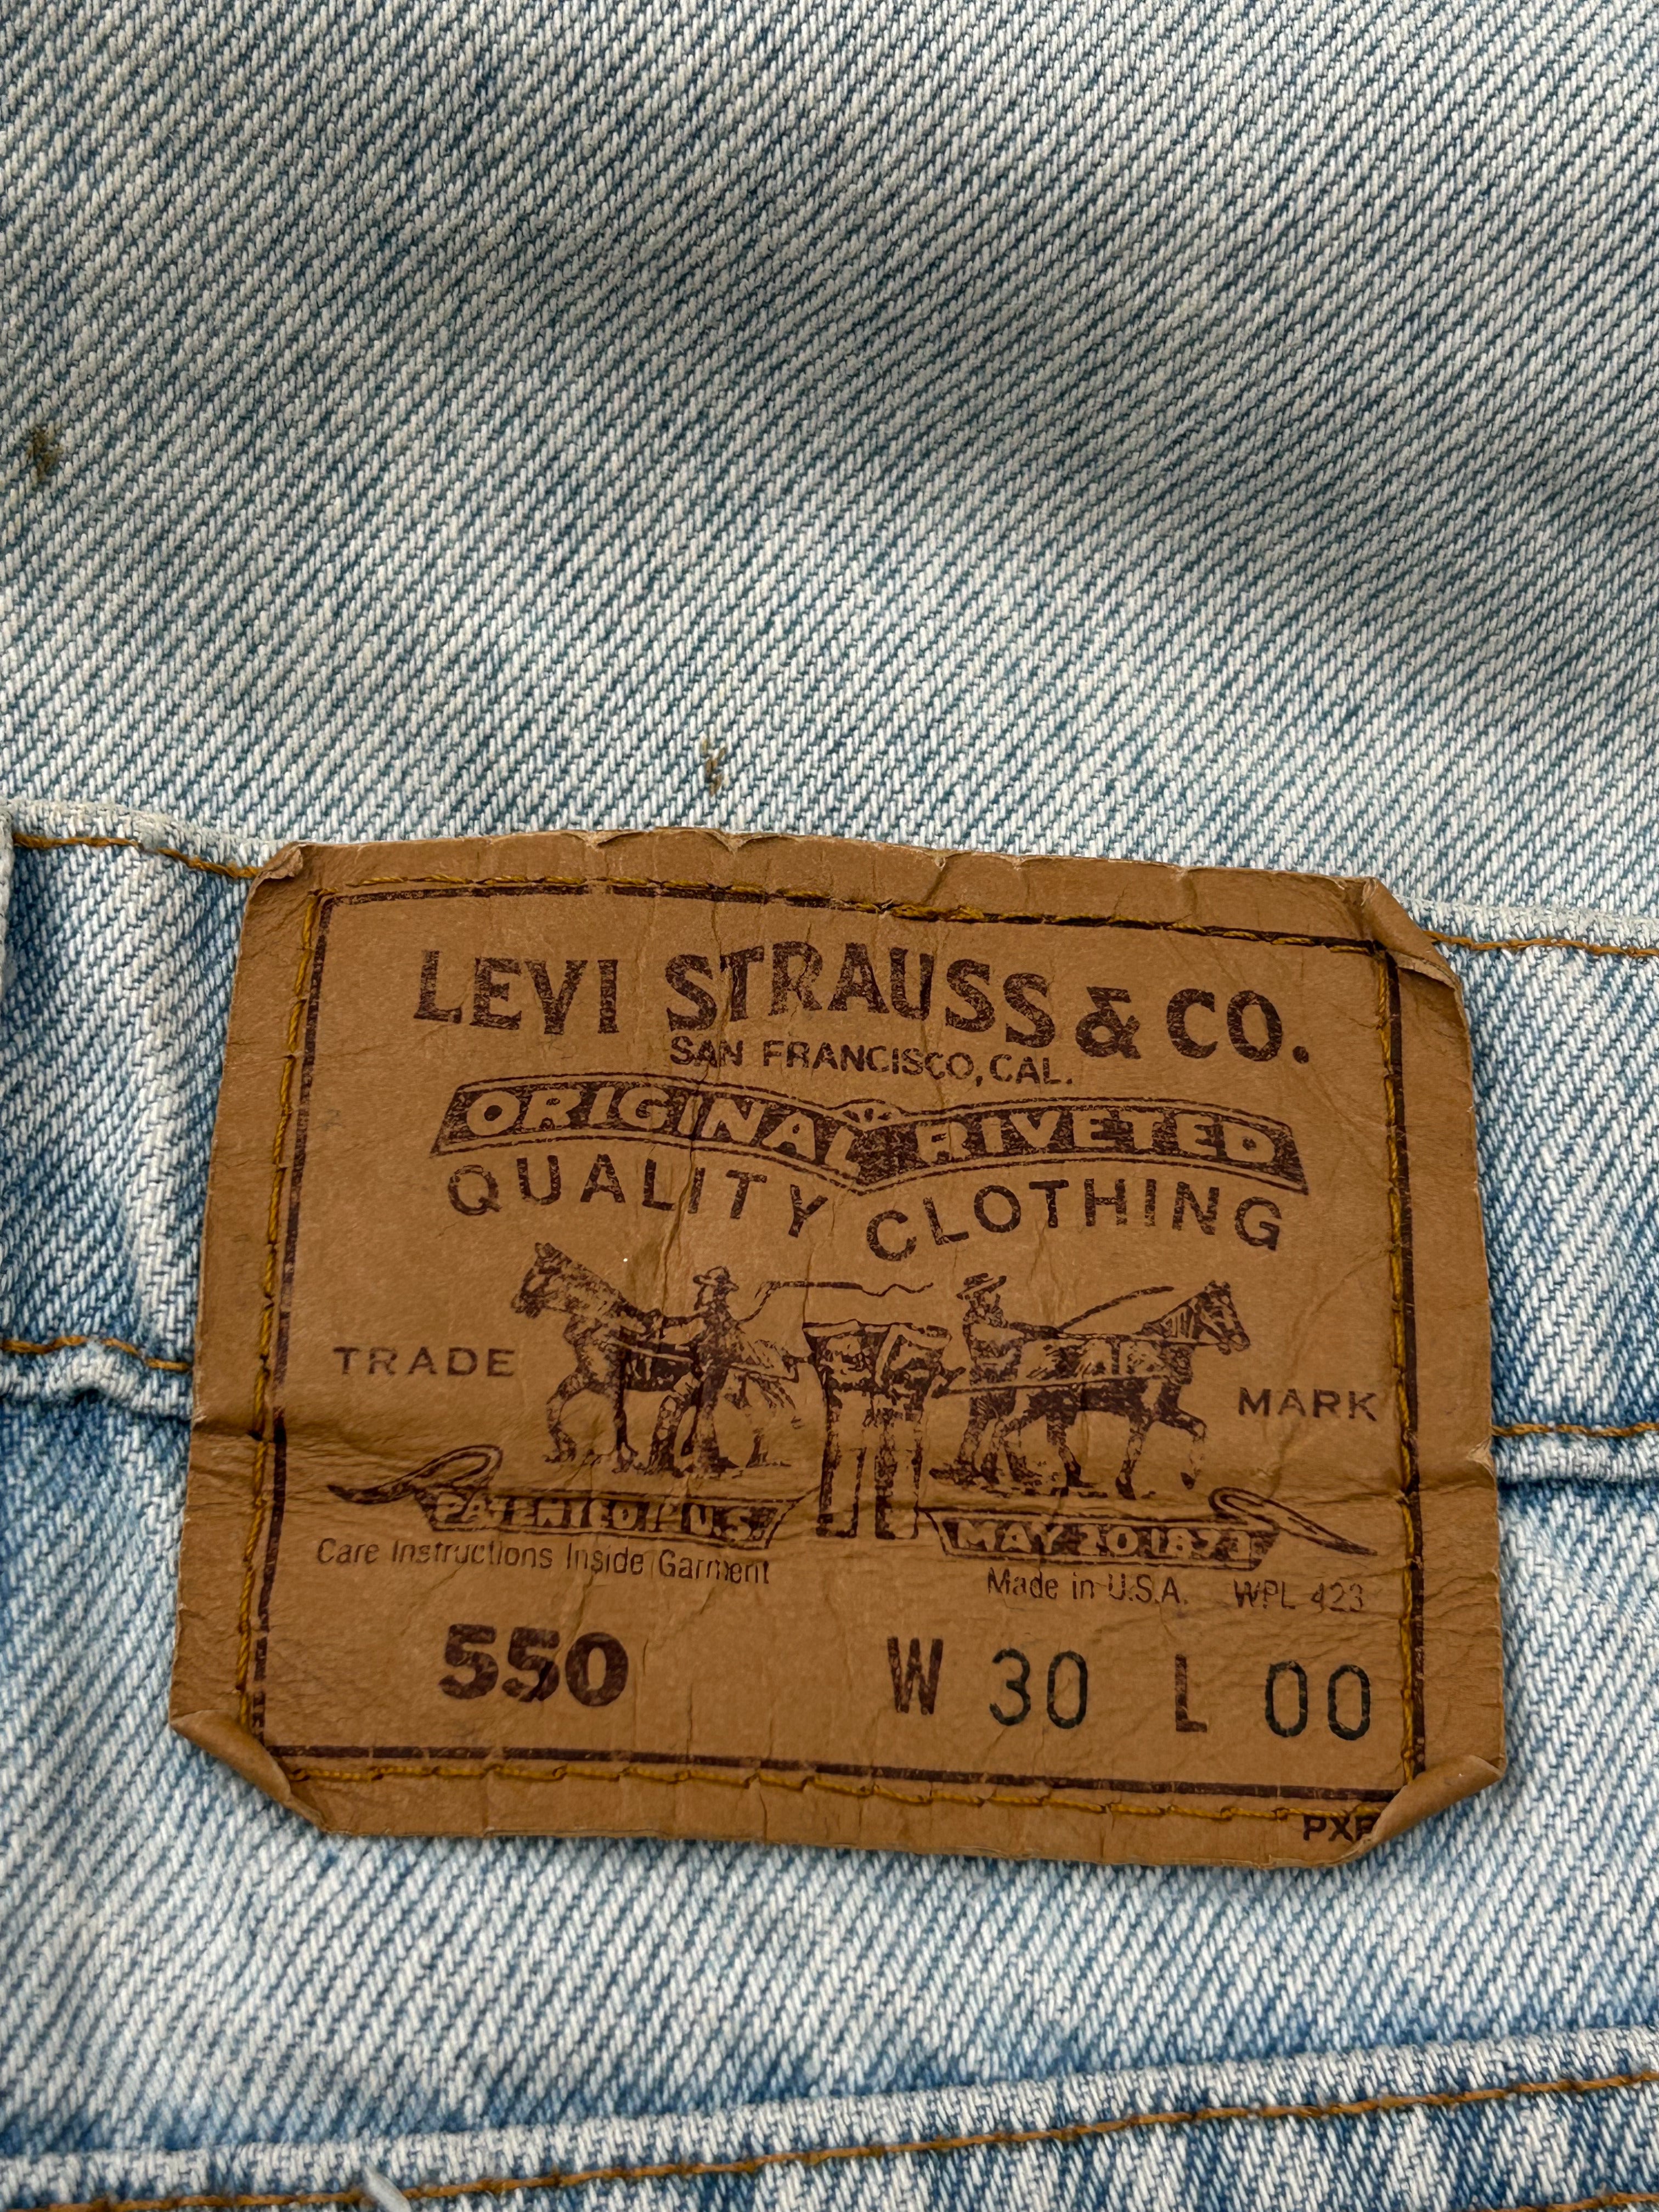 LEVI STRAUSS & CO.
SAN FRANCISCO, CAL.
ORIGINAL RIVETED
QUALITY CLOTHING
TRADE MARK
PATENTED IN U.S. MAY 20 1873
Care Instructions Inside Garment
Made in U.S.A. WPL 423
550 W 30 L 00